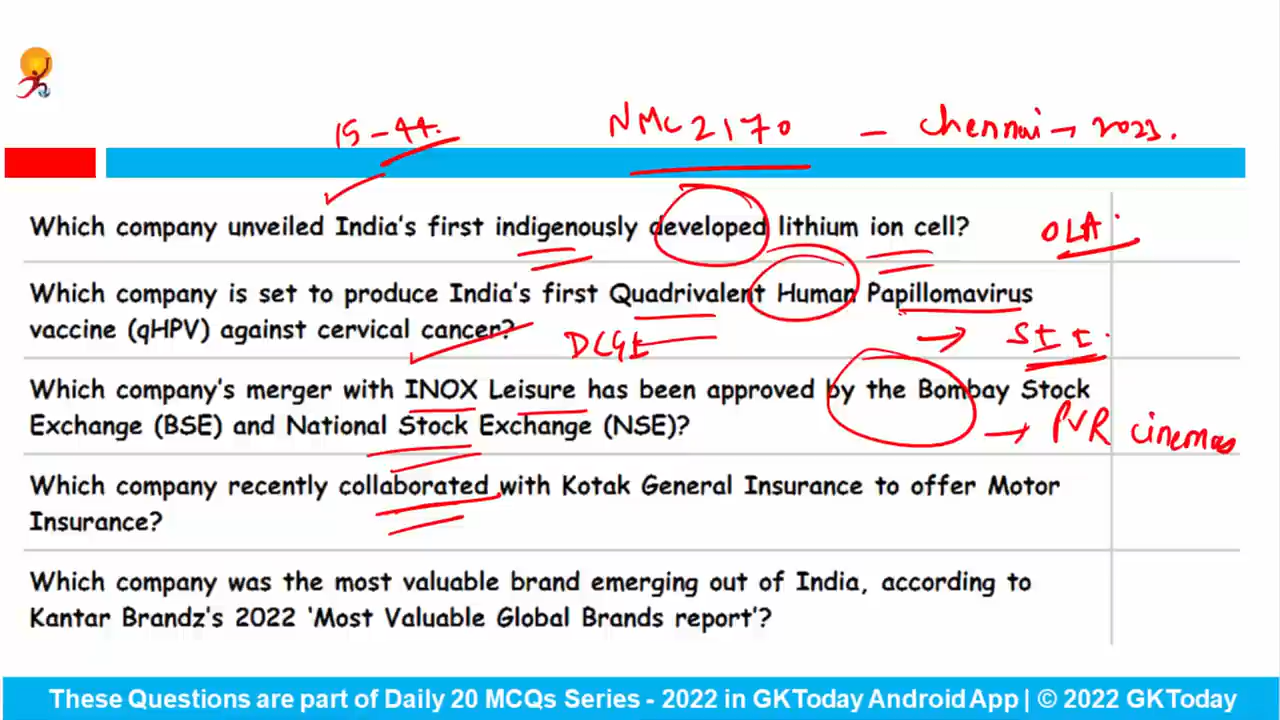 15-44.
NMC2170 - Chennai → 2023.
Which company unveiled India's first indigenously developed lithium ion cell?
OLA.
Which company is set to produce India's first Quadrivalent Human Papillomavirus
vaccine (qHPV) against cervical cancer?
DCGI
→ SII.
Which company's merger with INOX Leisure has been approved by the Bombay Stock
Exchange (BSE) and National Stock Exchange (NSE)?
→ PVR cinemas
Which company recently collaborated with Kotak General Insurance to offer Motor
Insurance?
Which company was the most valuable brand emerging out of India, according to
Kantar Brandz's 2022 'Most Valuable Global Brands report'?
These Questions are part of Daily 20 MCQs Series - 2022 in GKToday Android App | © 2022 GKToday